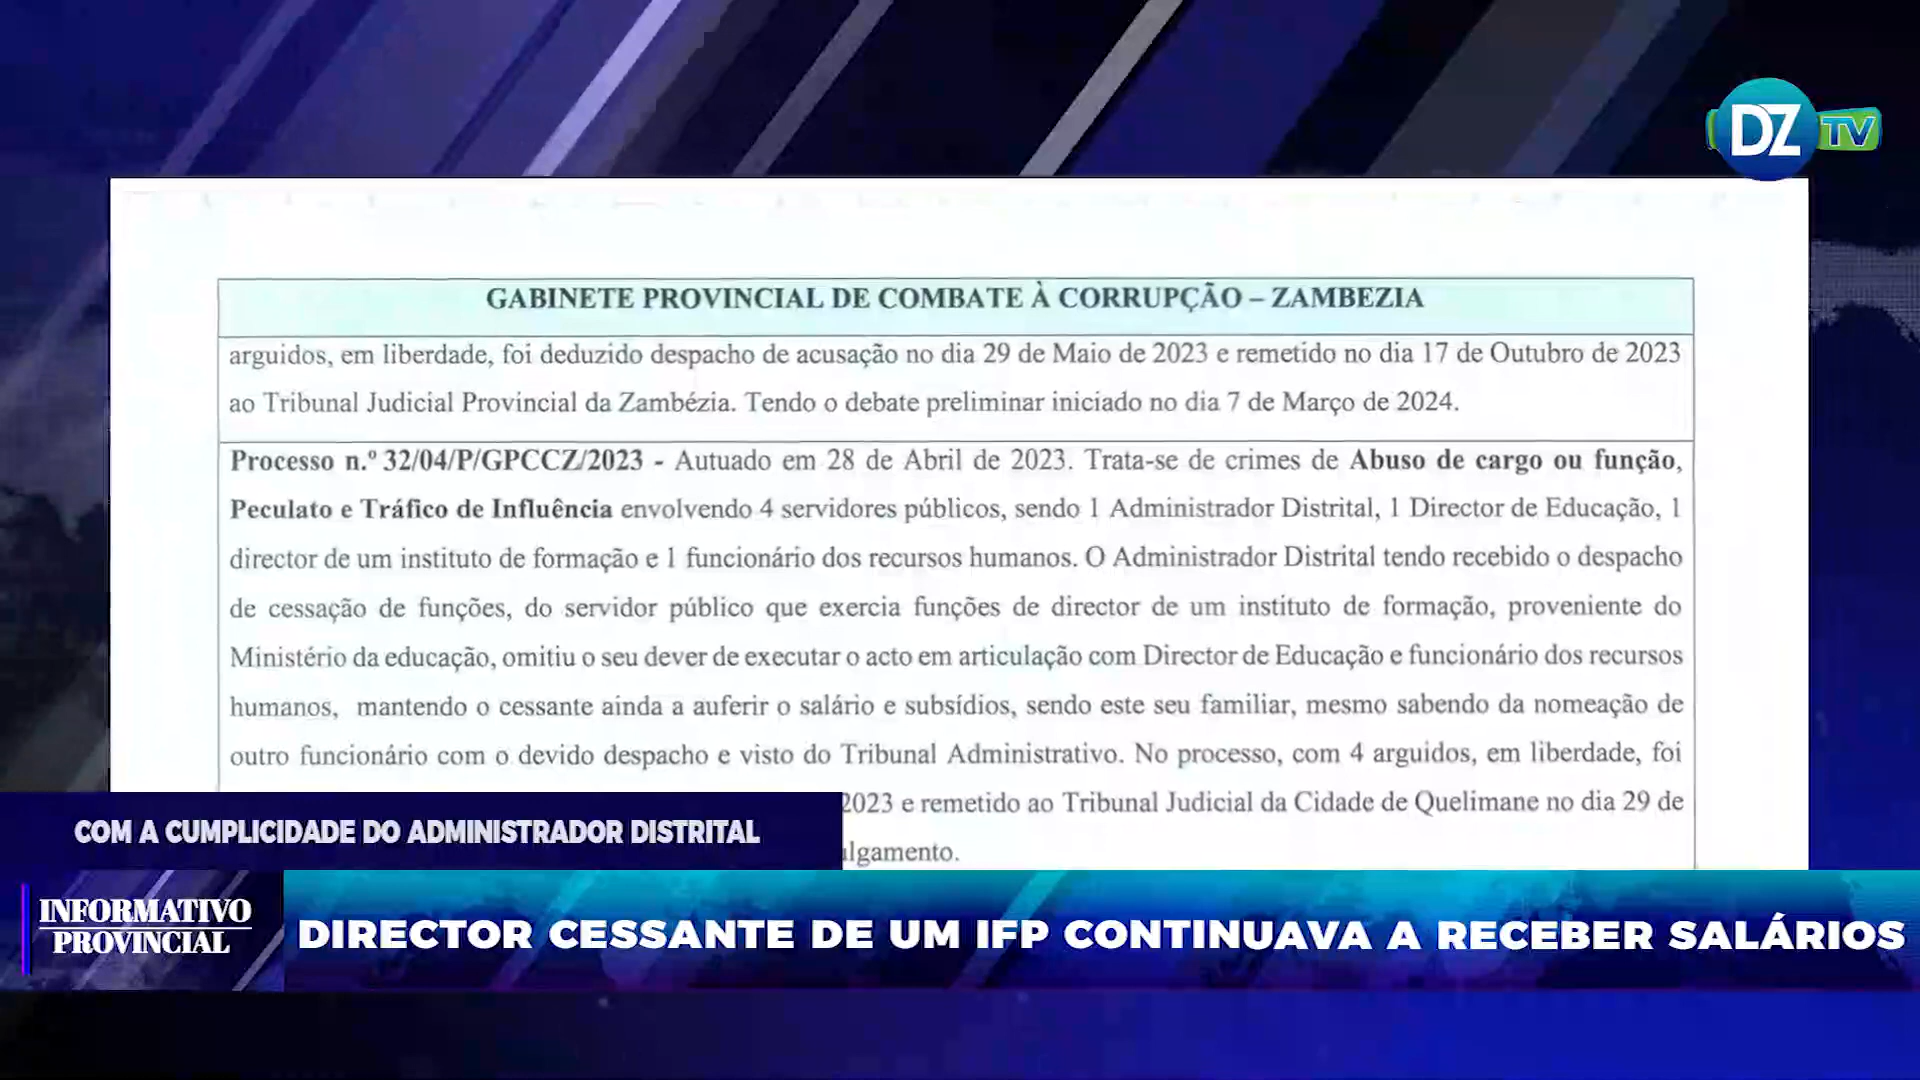 DZ TV
GABINETE PROVINCIAL DE COMBATE À CORRUPÇÃO – ZAMBEZIA
arguidos, em liberdade, foi deduzido despacho de acusação no dia 29 de Maio de 2023 e remetido no dia 17 de Outubro de 2023
ao Tribunal Judicial Provincial da Zambézia. Tendo o debate preliminar iniciado no dia 7 de Março de 2024.
Processo n.º 32/04/P/GPCCZ/2023 - Autuado em 28 de Abril de 2023. Trata-se de crimes de Abuso de cargo ou função,
Peculato e Tráfico de Influência envolvendo 4 servidores públicos, sendo 1 Administrador Distrital, 1 Director de Educação, 1
director de um instituto de formação e 1 funcionário dos recursos humanos. O Administrador Distrital tendo recebido o despacho
de cessação de funções, do servidor público que exercia funções de director de um instituto de formação, proveniente do
Ministério da educação, omitiu o seu dever de executar o acto em articulação com Director de Educação e funcionário dos recursos
humanos, mantendo o cessante ainda a auferir o salário e subsídios, sendo este seu familiar, mesmo sabendo da nomeação de
outro funcionário com o devido despacho e visto do Tribunal Administrativo. No processo, com 4 arguidos, em liberdade, foi
2023 e remetido ao Tribunal Judicial da Cidade de Quelimane no dia 29 de
lgamento.
COM A CUMPLICIDADE DO ADMINISTRADOR DISTRITAL
INFORMATIVO
PROVINCIAL
DIRECTOR CESSANTE DE UM IFP CONTINUAVA A RECEBER SALÁRIOS